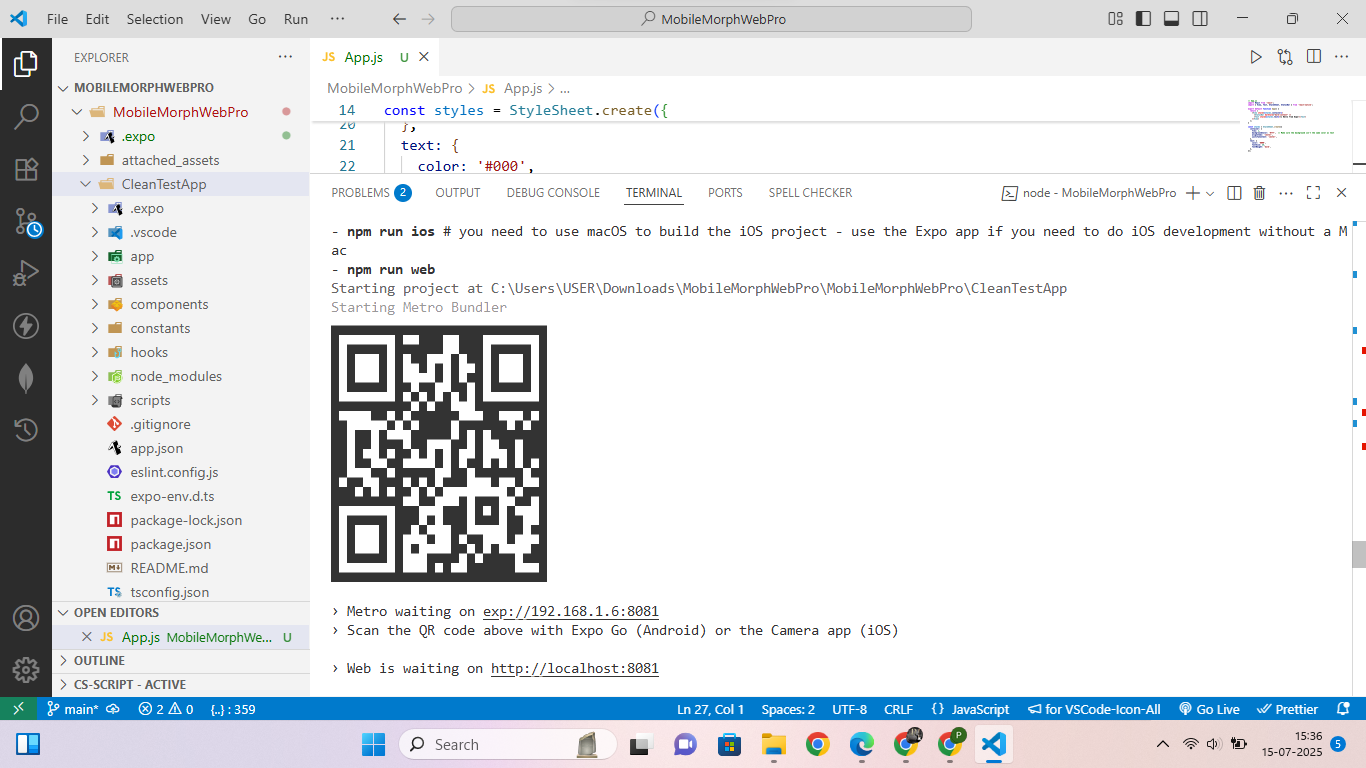 File Edit Selection View Go Run ··· MobileMorphWebPro
EXPLORER ···
MOBILEMORPHWEBPRO
MobileMorphWebPro
.expo
attached_assets
CleanTestApp
.expo
.vscode
app
assets
components
constants
hooks
node_modules
scripts
.gitignore
app.json
eslint.config.js
TS expo-env.d.ts
package-lock.json
package.json
README.md
TS tsconfig.json
OPEN EDITORS
JS App.js MobileMorphWe... U
OUTLINE
CS-SCRIPT - ACTIVE
JS App.js U
MobileMorphWebPro > JS App.js > ...
14 const styles = StyleSheet.create({
20 },
21 text: {
22 color: '#000',
PROBLEMS 2 OUTPUT DEBUG CONSOLE TERMINAL PORTS SPELL CHECKER node - MobileMorphWebPro
- npm run ios # you need to use macOS to build the iOS project - use the Expo app if you need to do iOS development without a M
ac
- npm run web
Starting project at C:\Users\USER\Downloads\MobileMorphWebPro\MobileMorphWebPro\CleanTestApp
Starting Metro Bundler
› Metro waiting on exp://192.168.1.6:8081
› Scan the QR code above with Expo Go (Android) or the Camera app (iOS)
› Web is waiting on http://localhost:8081
main* 2 0 {..} : 359 Ln 27, Col 1 Spaces: 2 UTF-8 CRLF {} JavaScript for VSCode-Icon-All Go Live Prettier
Search P 15:36
15-07-2025 5